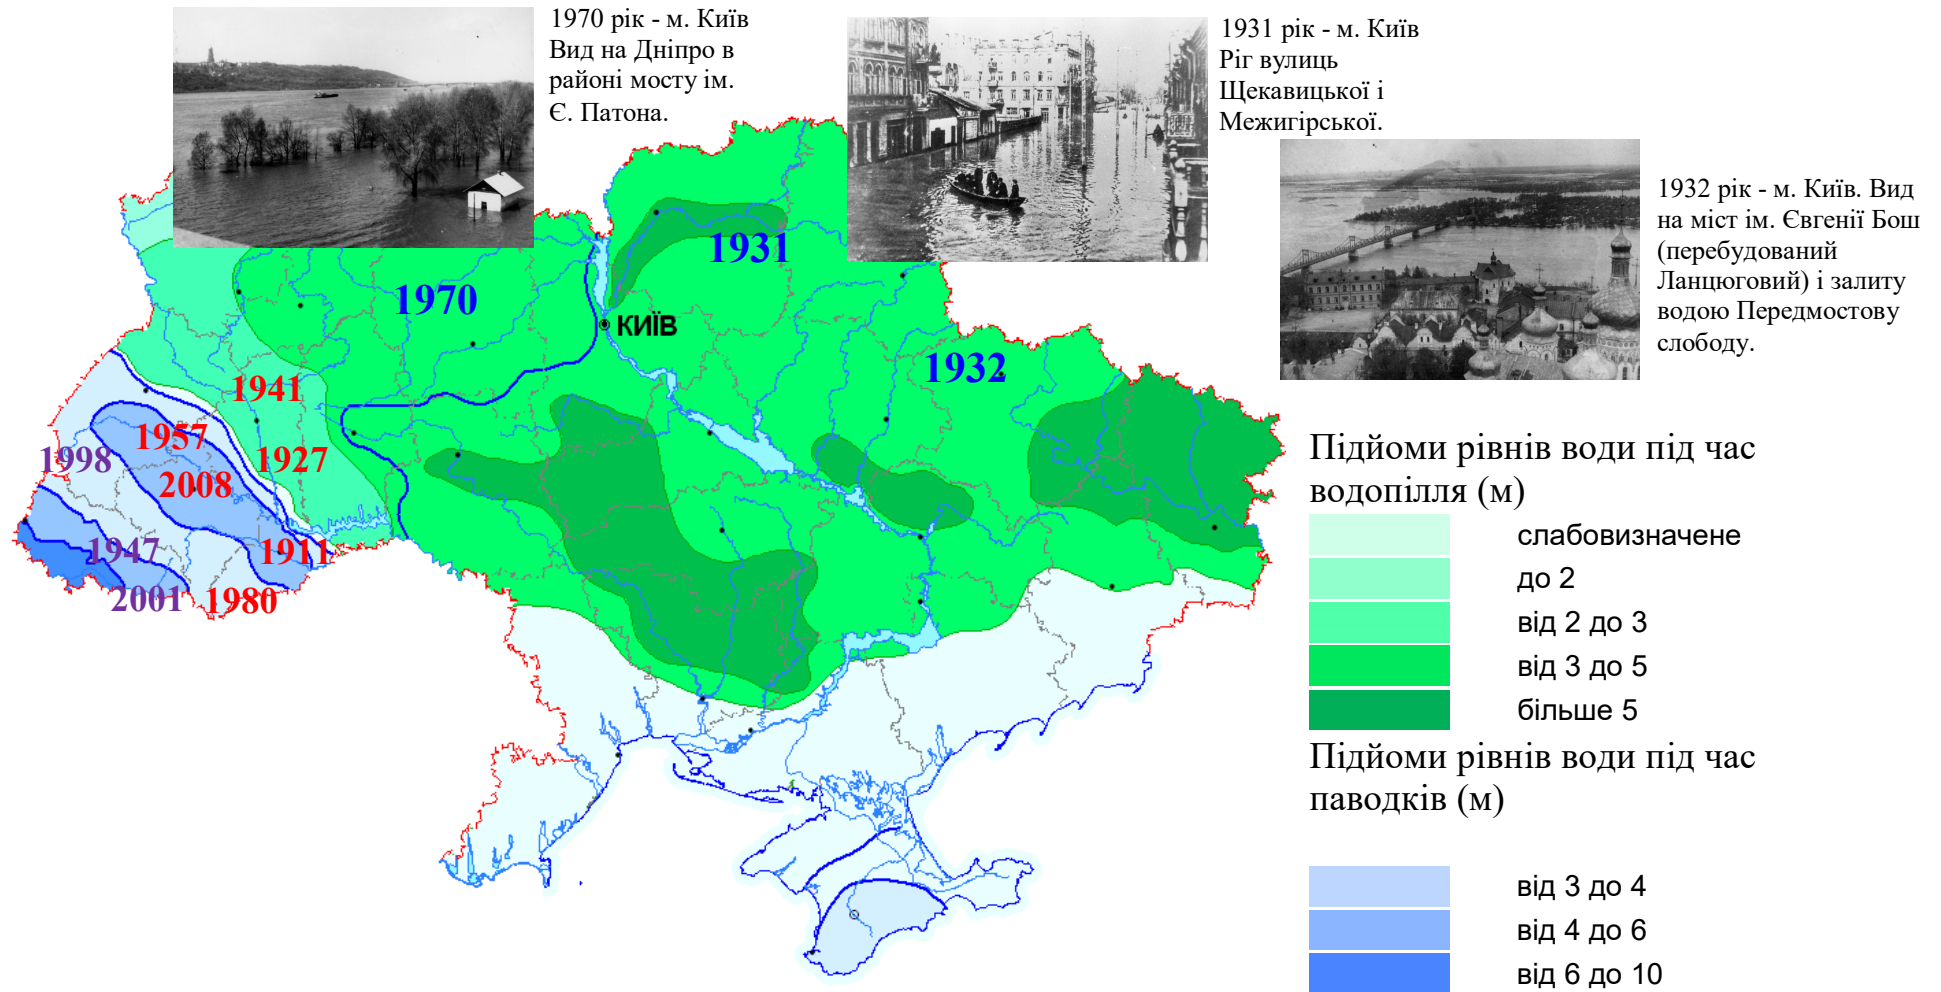 1970 рік - м. Київ
Вид на Дніпро в
районі мосту ім.
Є. Патона.
1931 рік - м. Київ
Ріг вулиць
Щекавицької і
Межигірської.
1932 рік - м. Київ. Вид
на міст ім. Євгенії Бош
(перебудований
Ланцюговий) і залиту
водою Передмостову
слободу.
1931
1970
КИЇВ
1932
1941
1957
1998
1927
2008
1947
1911
2001
1980
Підйоми рівнів води під час
водопілля (м)
слабовизначене
до 2
від 2 до 3
від 3 до 5
більше 5
Підйоми рівнів води під час
паводків (м)
від 3 до 4
від 4 до 6
від 6 до 10